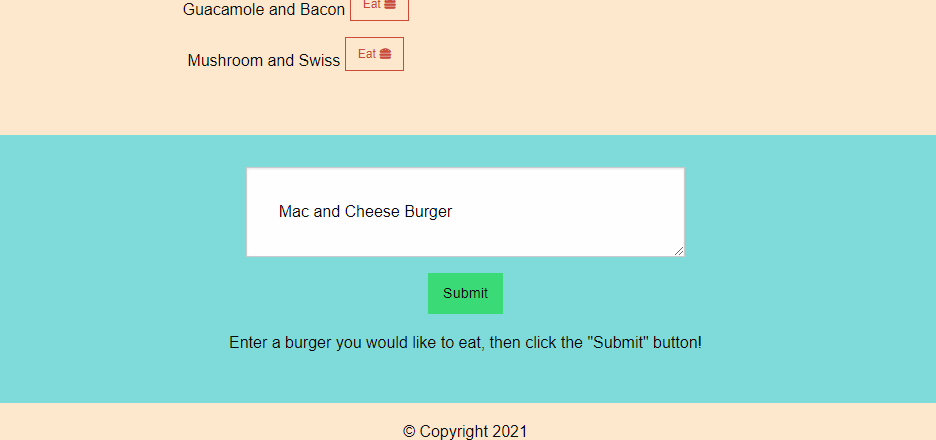 Guacamole and Bacon Eat
Mushroom and Swiss Eat
Mac and Cheese Burger
Submit
Enter a burger you would like to eat, then click the "Submit" button!
© Copyright 2021